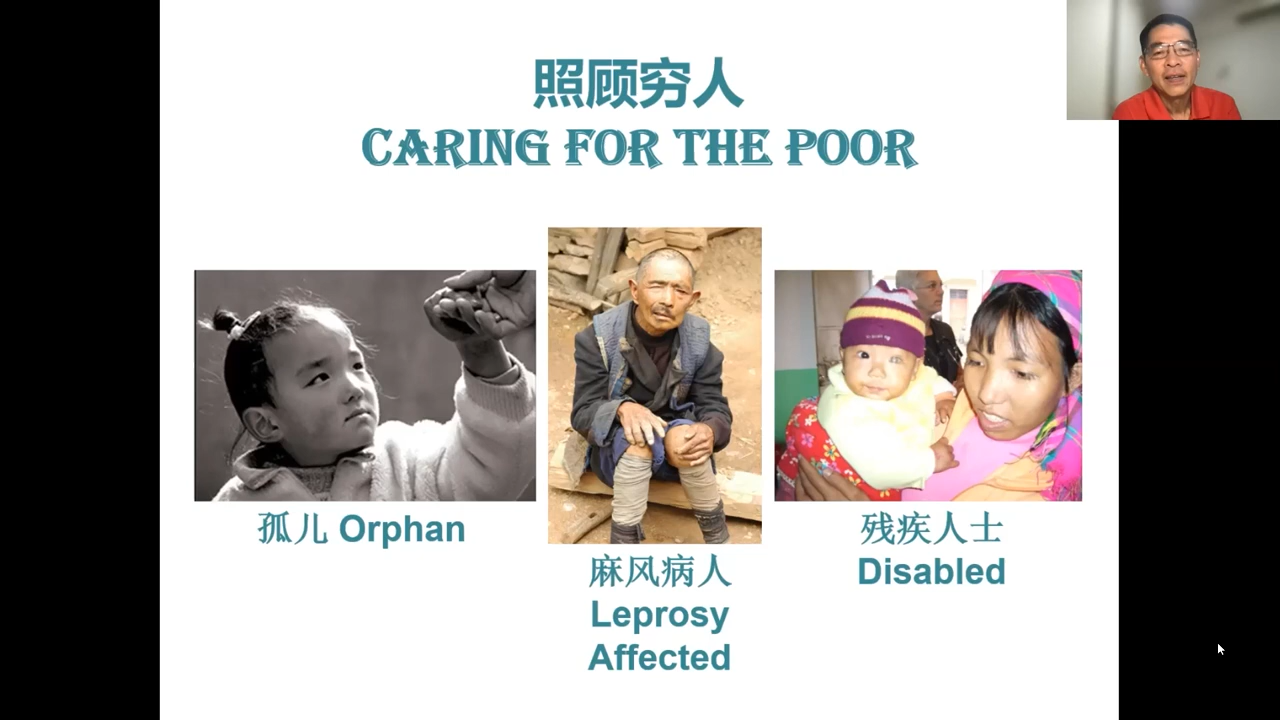 照顾穷人
CARING FOR THE POOR
孤儿 Orphan
麻风病人
Leprosy
Affected
残疾人士
Disabled